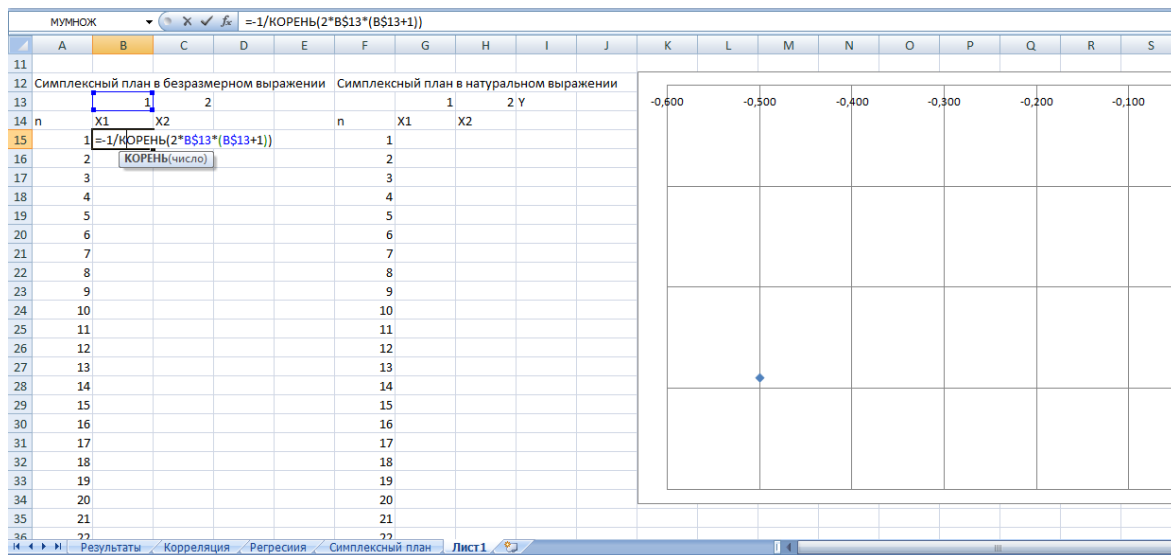 МУМНОЖ =-1/КОРЕНЬ(2*B$13*(B$13+1))
A B C D E F G H I J K L M N O P Q R S
11
12 Симплексный план в безразмерном выражении Симплексный план в натуральном выражении
13 1 2 1 2 Y -0,600 -0,500 -0,400 -0,300 -0,200 -0,100
14 n X1 X2 n X1 X2
15 1 =-1/КОРЕНЬ(2*B$13*(B$13+1)) 1
16 2 КОРЕНЬ(число) 2
17 3 3
18 4 4
19 5 5
20 6 6
21 7 7
22 8 8
23 9 9
24 10 10
25 11 11
26 12 12
27 13 13
28 14 14
29 15 15
30 16 16
31 17 17
32 18 18
33 19 19
34 20 20
35 21 21
36 22 22
Результаты Корреляция Регресиия Симплексный план Лист1